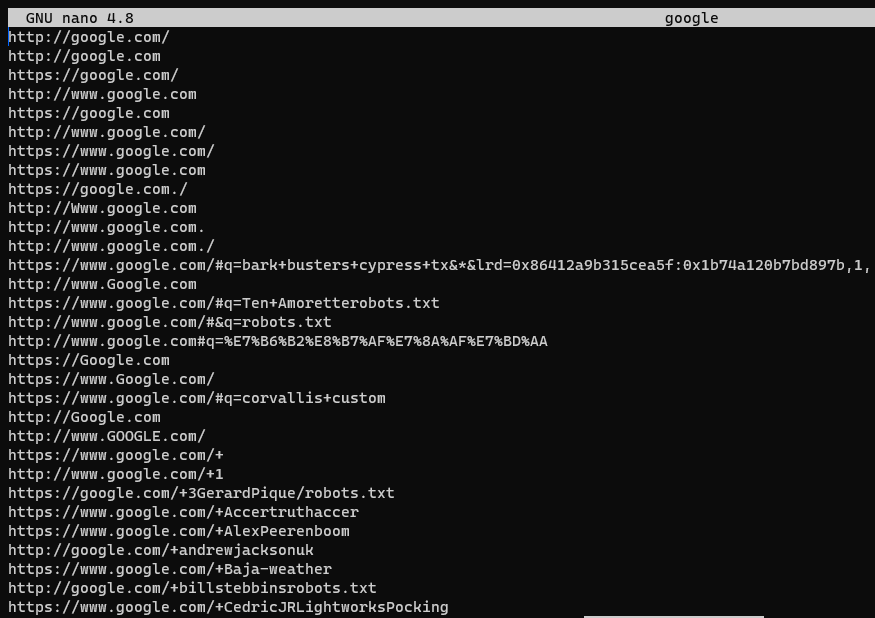 GNU nano 4.8 google
http://google.com/
http://google.com
https://google.com/
http://www.google.com
https://google.com
http://www.google.com/
https://www.google.com/
https://www.google.com
https://google.com./
http://Www.google.com
http://www.google.com.
http://www.google.com./
https://www.google.com/#q=bark+busters+cypress+tx&*&lrd=0x86412a9b315cea5f:0x1b74a120b7bd897b,1,
http://www.Google.com
https://www.google.com/#q=Ten+Amoretterobots.txt
http://www.google.com/#&q=robots.txt
http://www.google.com#q=%E7%B6%B2%E8%B7%AF%E7%8A%AF%E7%BD%AA
https://Google.com
https://www.Google.com/
https://www.google.com/#q=corvallis+custom
http://Google.com
http://www.GOOGLE.com/
https://www.google.com/+
http://www.google.com/+1
https://google.com/+3GerardPique/robots.txt
https://www.google.com/+Accertruthaccer
https://www.google.com/+AlexPeerenboom
http://google.com/+andrewjacksonuk
https://www.google.com/+Baja-weather
http://google.com/+billstebbinsrobots.txt
https://www.google.com/+CedricJRLightworksPocking